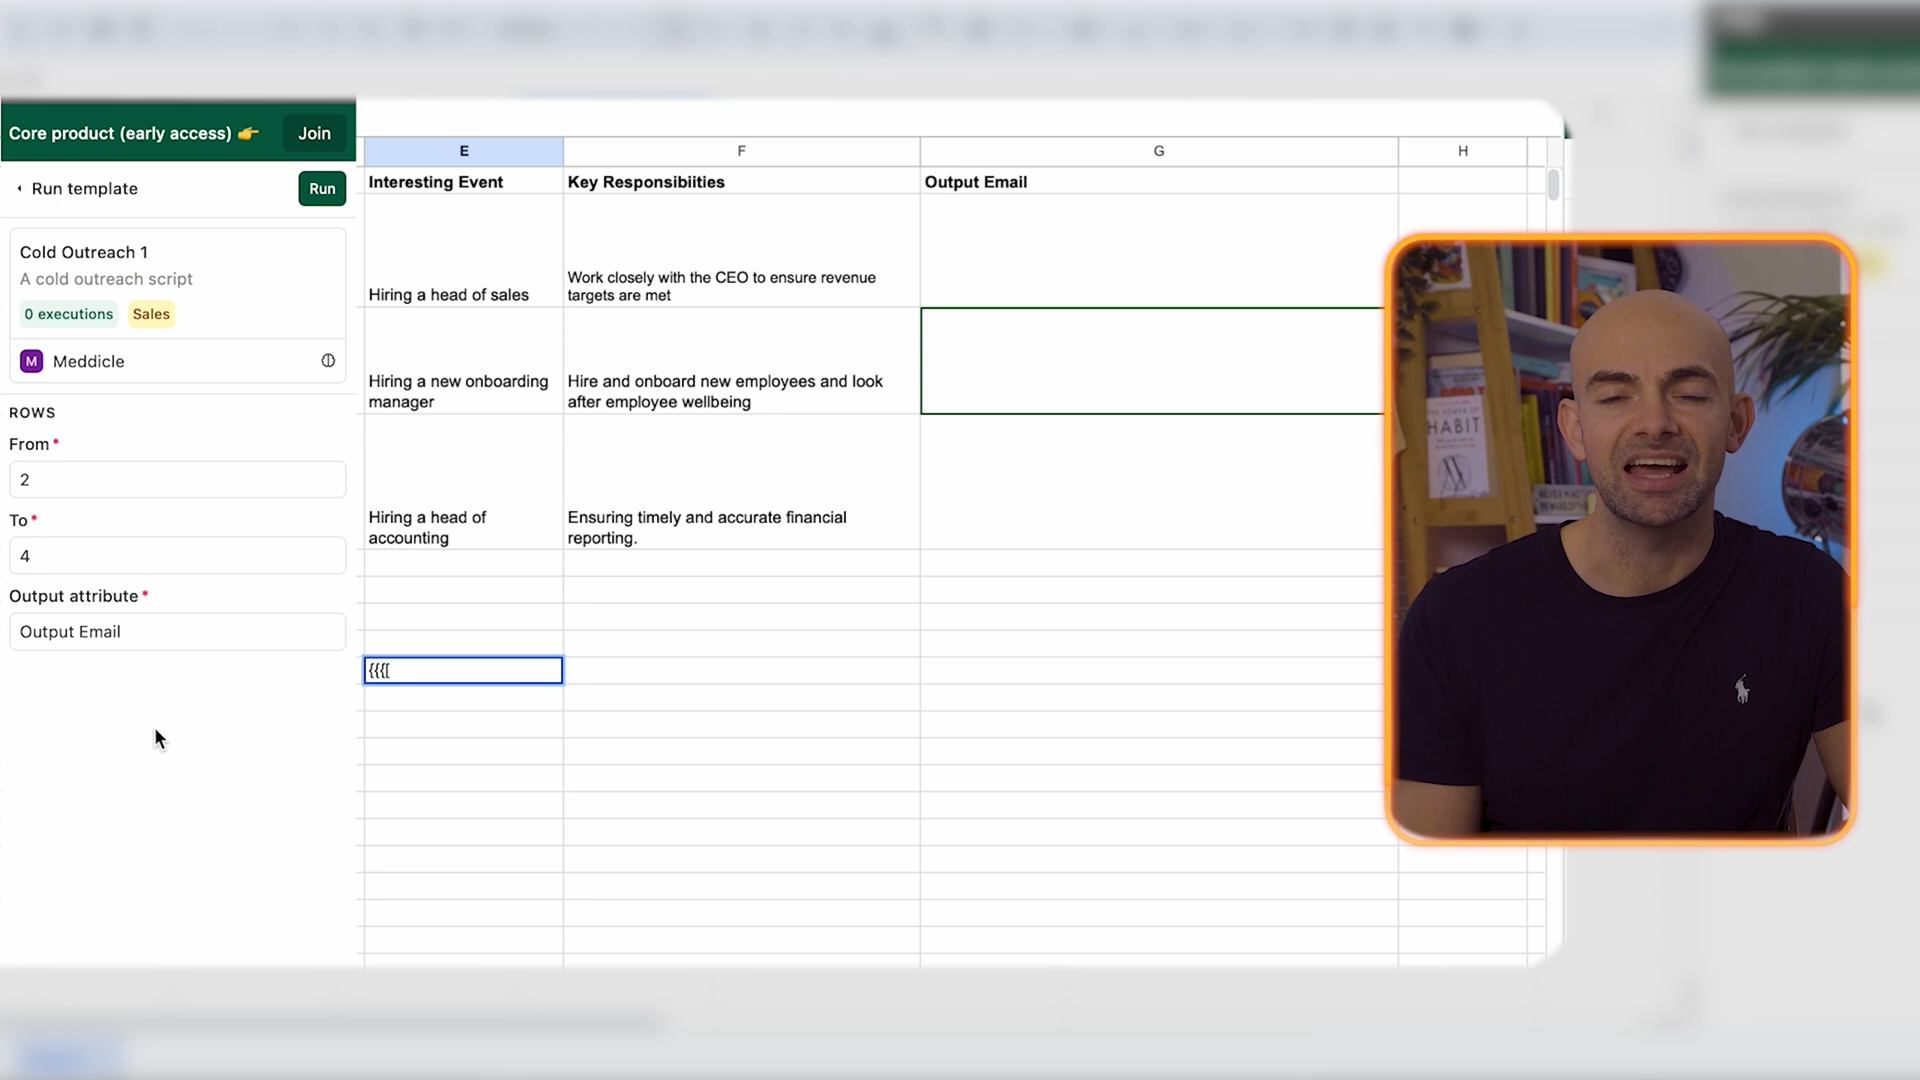 Core product (early access) 👉 Join
Run template
Run
Cold Outreach 1
A cold outreach script
0 executions Sales
M Meddicle
ROWS
From*
2
To*
4
Output attribute*
Output Email
E F G H
Interesting Event Key Responsibiities Output Email
Hiring a head of sales
Work closely with the CEO to ensure revenue
targets are met
Hiring a new onboarding
manager
Hire and onboard new employees and look
after employee wellbeing
Hiring a head of
accounting
Ensuring timely and accurate financial
reporting.
{{{[
THE POWER OF
HABIT